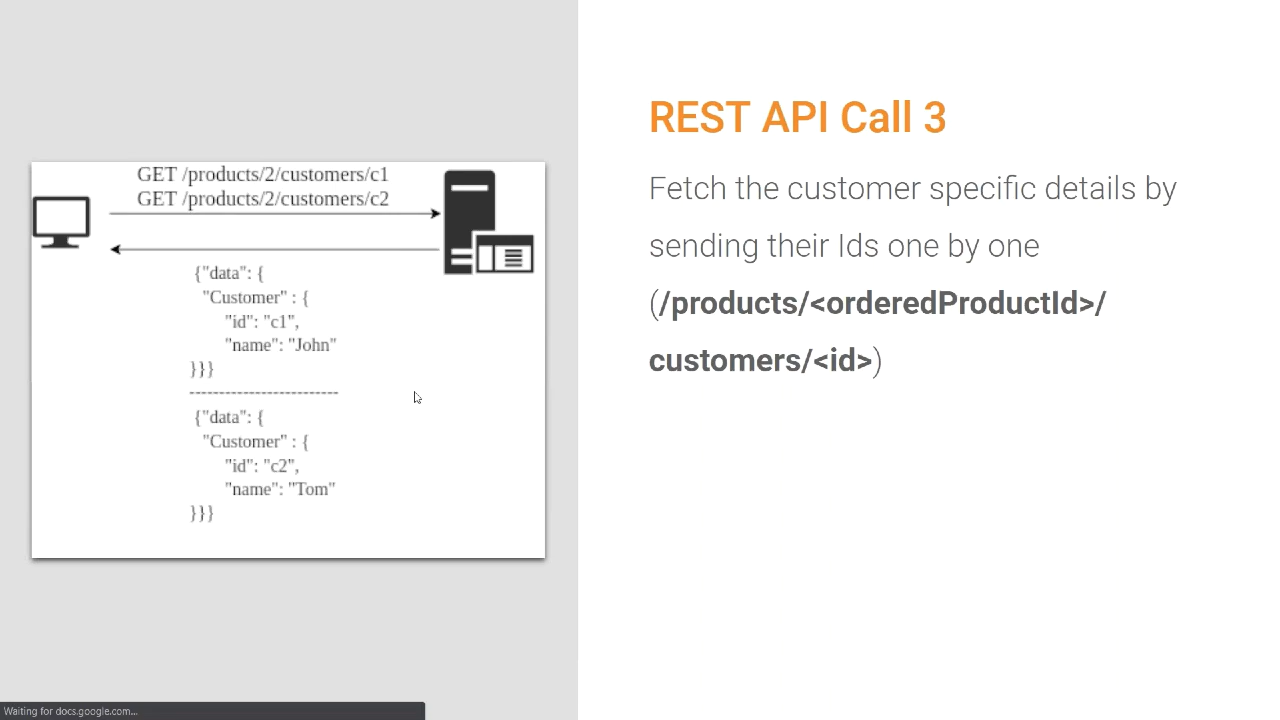 GET /products/2/customers/c1
GET /products/2/customers/c2
{"data": {
"Customer" : {
"id": "c1",
"name": "John"
}}}
-------------------------
{"data": {
"Customer" : {
"id": "c2",
"name": "Tom"
}}}
REST API Call 3
Fetch the customer specific details by
sending their Ids one by one
(/products/<orderedProductId>/
customers/<id>)
Waiting for docs.google.com...